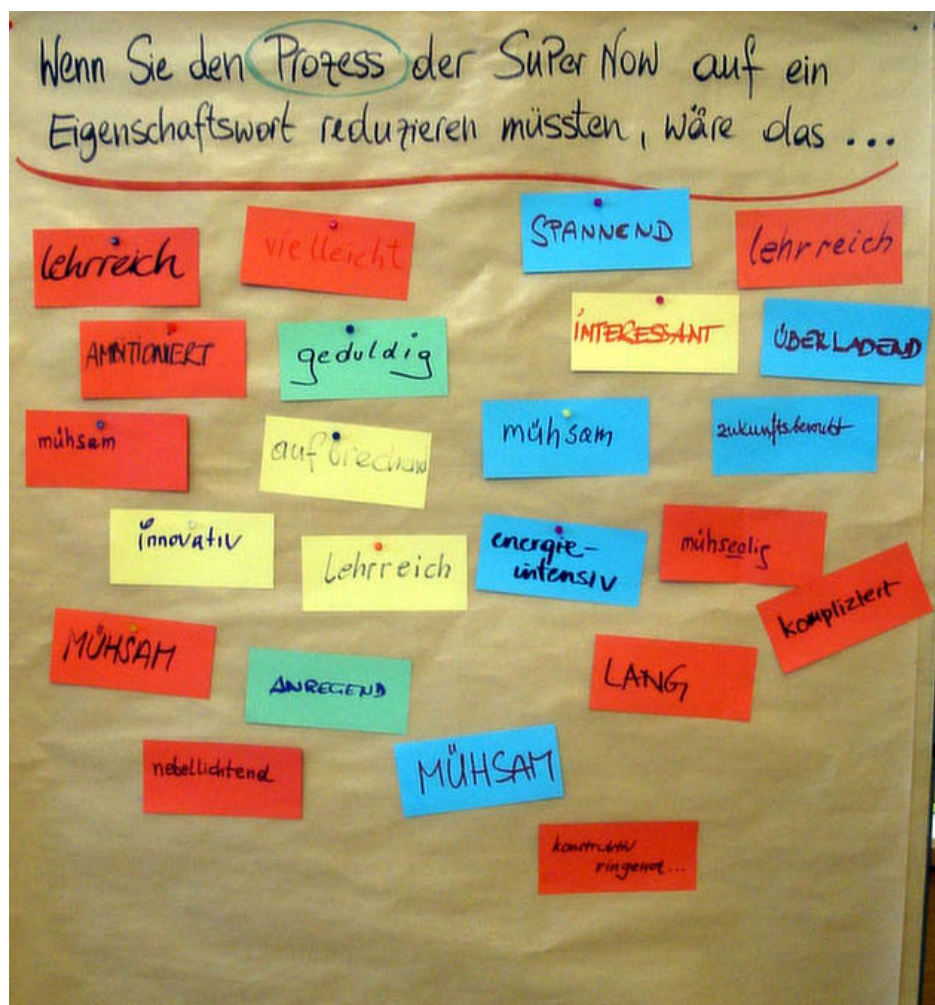 Wenn Sie den Prozess der SuPer NOW auf ein
Eigenschaftswort reduzieren müssten, wäre das ...
lehrreich
vielleicht
SPANNEND
lehrreich
AMBITIONIERT
geduldig
INTERESSANT
ÜBERLADEND
mühsam
aufbrechend
mühsam
zukunftsbewußt
innovativ
Lehrreich
energie-
intensiv
mühseelig
kompliziert
MÜHSAM
ANREGEND
LANG
nebellichtend
MÜHSAM
konstruktiv
ringend...